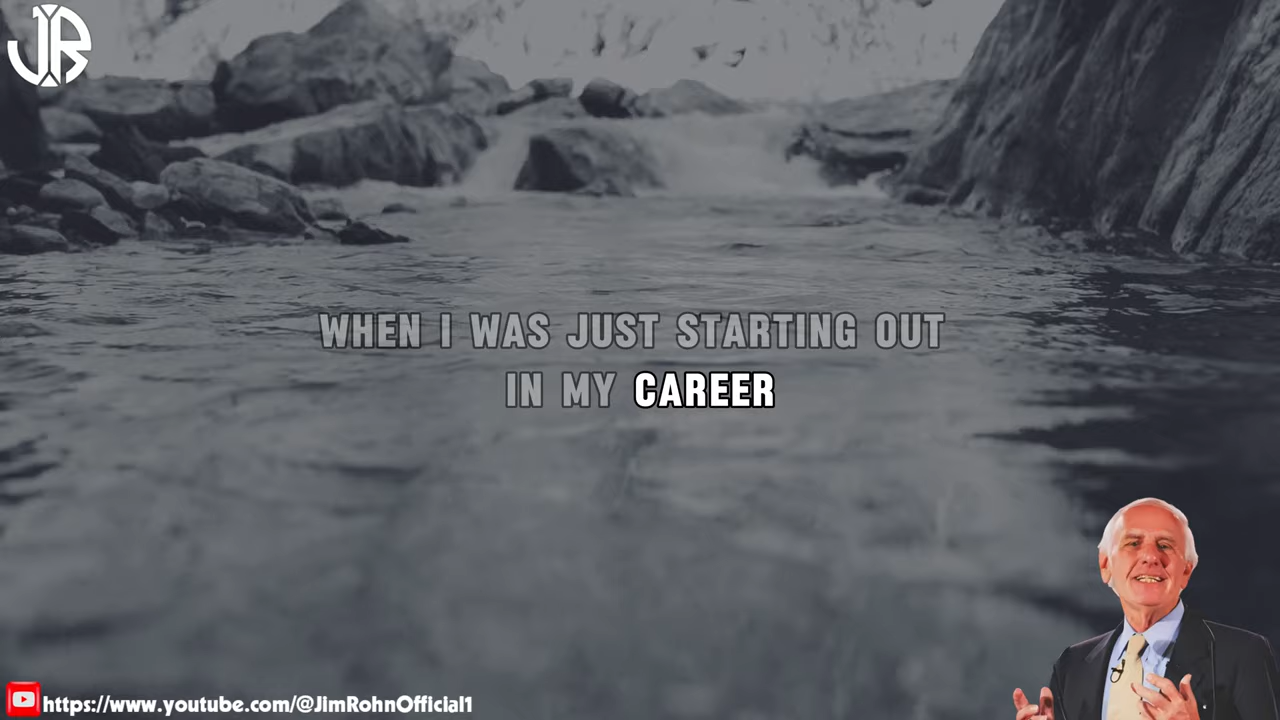 JR
WHEN I WAS JUST STARTING OUT
IN MY CAREER
https://www.youtube.com/@JimRohnOfficial1